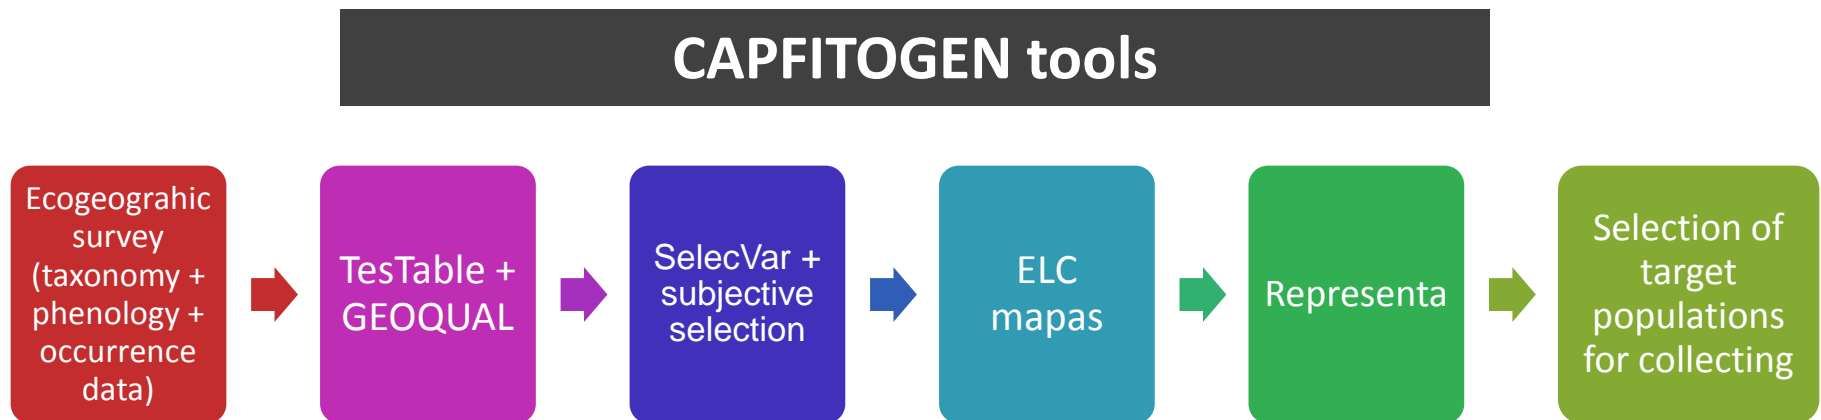 CAPFITOGEN tools
Ecogeograhic
survey
(taxonomy +
phenology +
occurrence
data)
TesTable +
GEOQUAL
SelecVar +
subjective
selection
ELC
mapas
Representa
Selection of
target
populations
for collecting